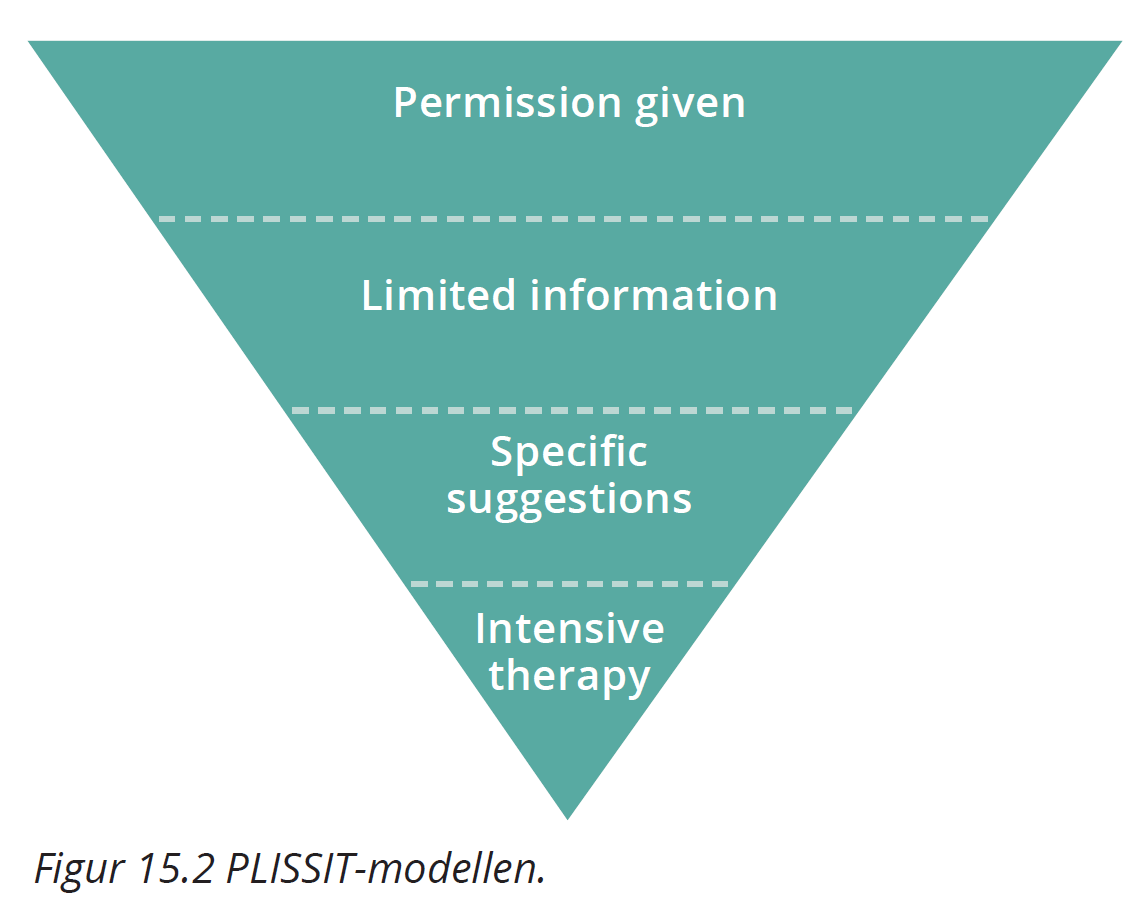 Permission given
Limited information
Specific
suggestions
Intensive
therapy
Figur 15.2 PLISSIT-modellen.